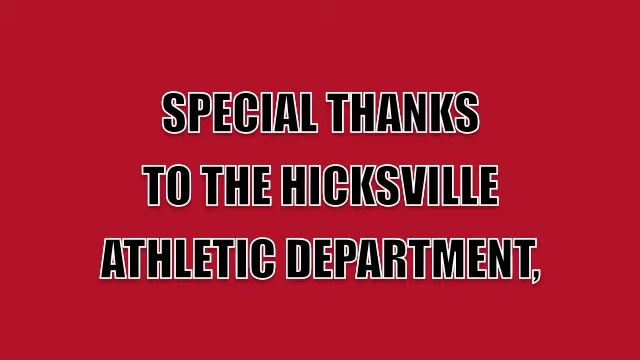 SPECIAL THANKS
TO THE HICKSVILLE
ATHLETIC DEPARTMENT,